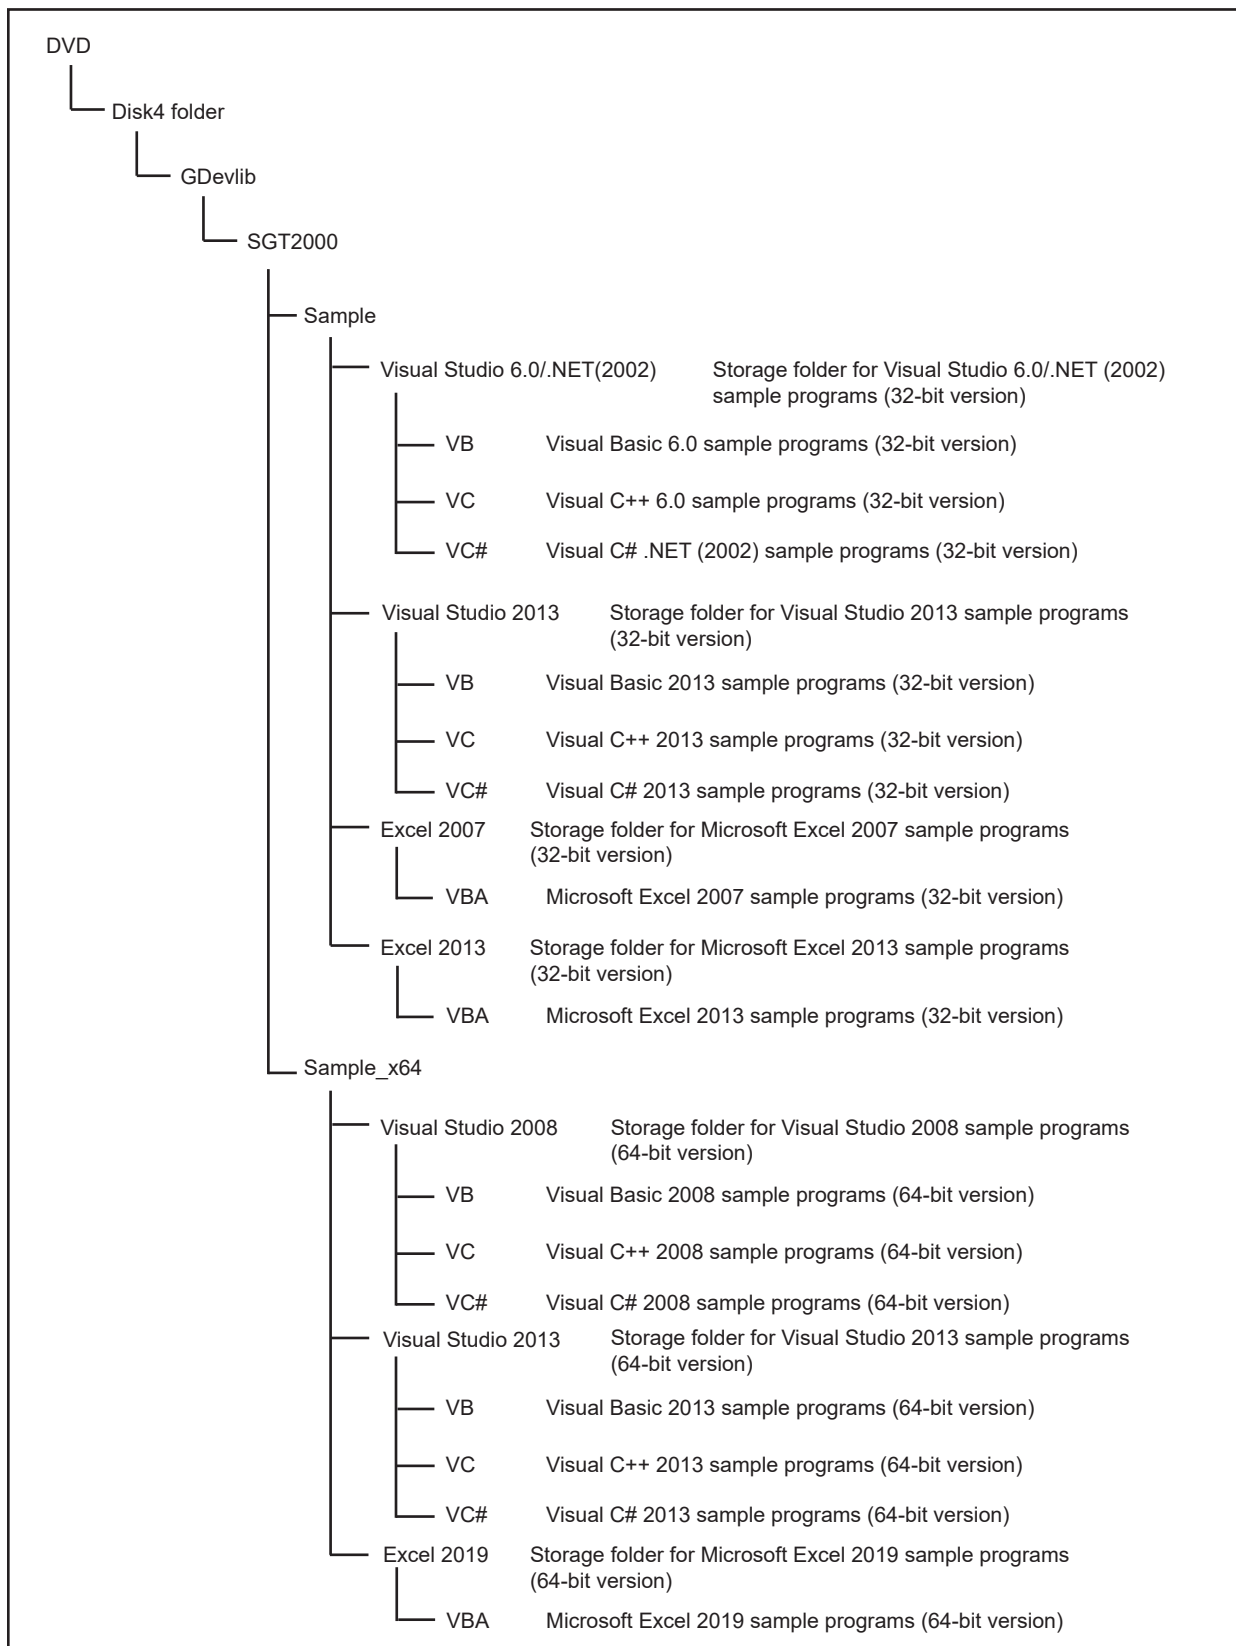 DVD
Disk4 folder
GDevlib
SGT2000
Sample
Visual Studio 6.0/.NET(2002) Storage folder for Visual Studio 6.0/.NET (2002)
sample programs (32-bit version)
VB Visual Basic 6.0 sample programs (32-bit version)
VC Visual C++ 6.0 sample programs (32-bit version)
VC# Visual C# .NET (2002) sample programs (32-bit version)
Visual Studio 2013 Storage folder for Visual Studio 2013 sample programs
(32-bit version)
VB Visual Basic 2013 sample programs (32-bit version)
VC Visual C++ 2013 sample programs (32-bit version)
VC# Visual C# 2013 sample programs (32-bit version)
Excel 2007 Storage folder for Microsoft Excel 2007 sample programs
(32-bit version)
VBA Microsoft Excel 2007 sample programs (32-bit version)
Excel 2013 Storage folder for Microsoft Excel 2013 sample programs
(32-bit version)
VBA Microsoft Excel 2013 sample programs (32-bit version)
Sample_x64
Visual Studio 2008 Storage folder for Visual Studio 2008 sample programs
(64-bit version)
VB Visual Basic 2008 sample programs (64-bit version)
VC Visual C++ 2008 sample programs (64-bit version)
VC# Visual C# 2008 sample programs (64-bit version)
Visual Studio 2013 Storage folder for Visual Studio 2013 sample programs
(64-bit version)
VB Visual Basic 2013 sample programs (64-bit version)
VC Visual C++ 2013 sample programs (64-bit version)
VC# Visual C# 2013 sample programs (64-bit version)
Excel 2019 Storage folder for Microsoft Excel 2019 sample programs
(64-bit version)
VBA Microsoft Excel 2019 sample programs (64-bit version)